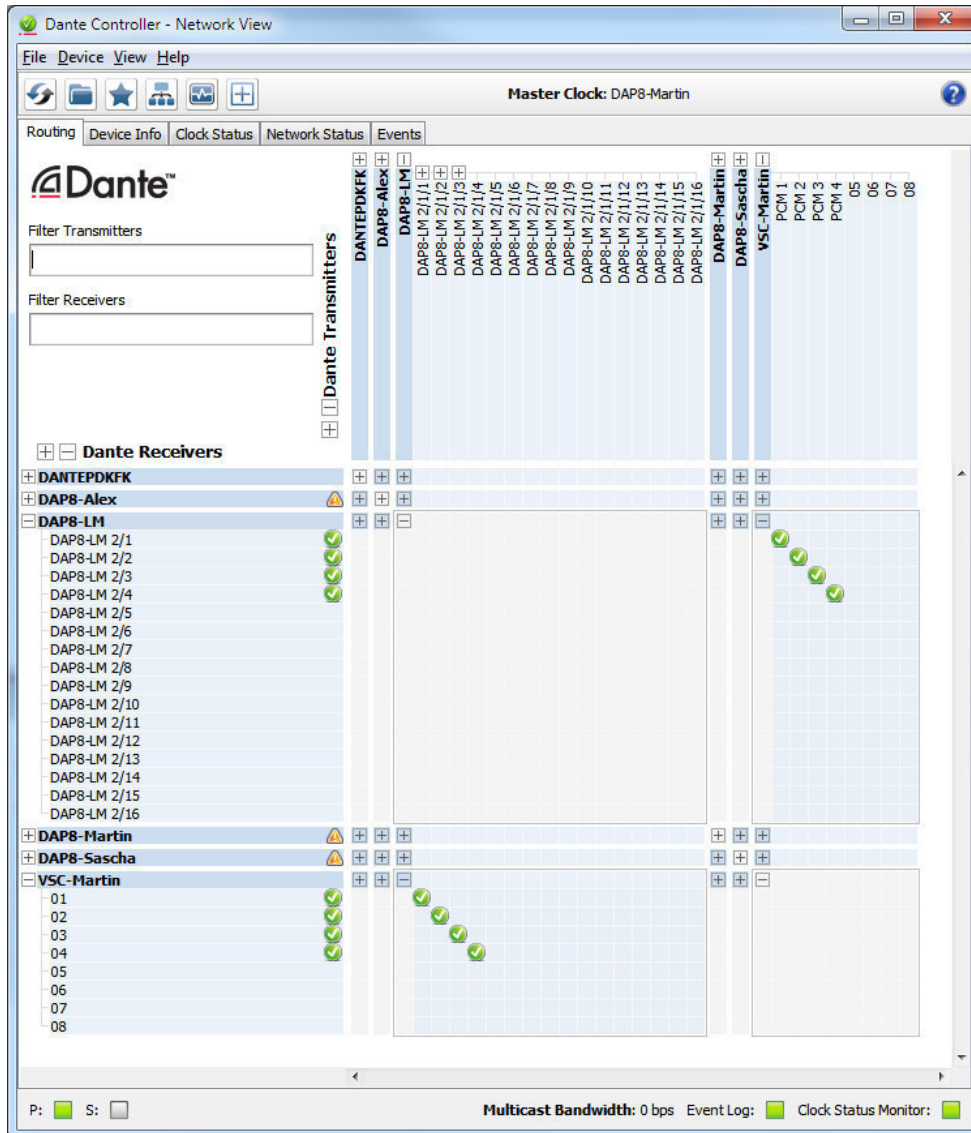 Dante Controller - Network View
File Device View Help
Master Clock: DAP8-Martin
Routing Device Info Clock Status Network Status Events
Dante™
Filter Transmitters
Filter Receivers
Dante Transmitters
DANTEPDKFK
DAP8-Alex
DAP8-LM
DAP8-LM 2/1/1
DAP8-LM 2/1/2
DAP8-LM 2/1/3
DAP8-LM 2/1/4
DAP8-LM 2/1/5
DAP8-LM 2/1/6
DAP8-LM 2/1/7
DAP8-LM 2/1/8
DAP8-LM 2/1/9
DAP8-LM 2/1/10
DAP8-LM 2/1/11
DAP8-LM 2/1/12
DAP8-LM 2/1/13
DAP8-LM 2/1/14
DAP8-LM 2/1/15
DAP8-LM 2/1/16
DAP8-Martin
DAP8-Sascha
VSC-Martin
PCM 1
PCM 2
PCM 3
PCM 4
05
06
07
08
Dante Receivers
DANTEPDKFK
DAP8-Alex
DAP8-LM
DAP8-LM 2/1
DAP8-LM 2/2
DAP8-LM 2/3
DAP8-LM 2/4
DAP8-LM 2/5
DAP8-LM 2/6
DAP8-LM 2/7
DAP8-LM 2/8
DAP8-LM 2/9
DAP8-LM 2/10
DAP8-LM 2/11
DAP8-LM 2/12
DAP8-LM 2/13
DAP8-LM 2/14
DAP8-LM 2/15
DAP8-LM 2/16
DAP8-Martin
DAP8-Sascha
VSC-Martin
01
02
03
04
05
06
07
08
P: S: Multicast Bandwidth: 0 bps Event Log: Clock Status Monitor: